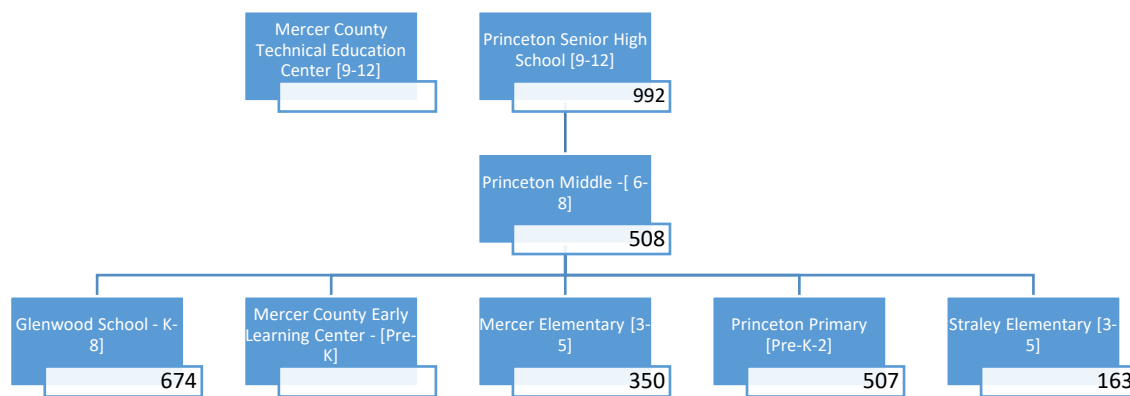 Mercer County
Technical Education
Center [9-12]
Princeton Senior High
School [9-12]
992
Princeton Middle -[ 6-
8]
508
Glenwood School - K-
8]
674
Mercer County Early
Learning Center - [Pre-
K]
Mercer Elementary [3-
5]
350
Princeton Primary
[Pre-K-2]
507
Straley Elementary [3-
5]
163